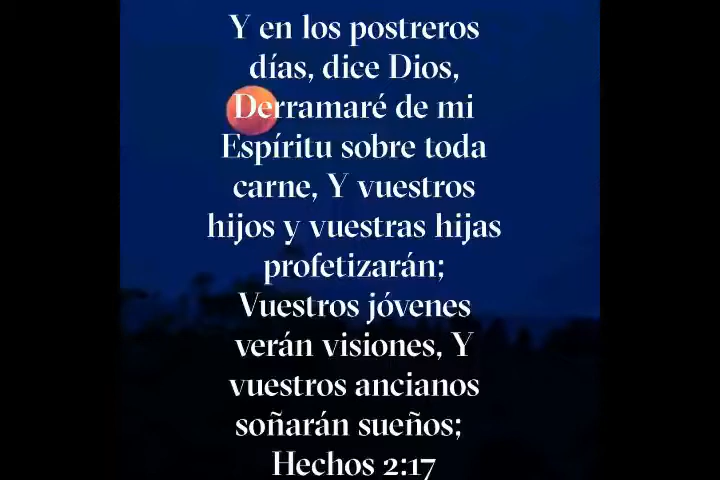 Y en los postreros
días, dice Dios,
Derramaré de mi
Espíritu sobre toda
carne, Y vuestros
hijos y vuestras hijas
profetizarán;
Vuestros jóvenes
verán visiones, Y
vuestros ancianos
soñarán sueños;
Hechos 2:17